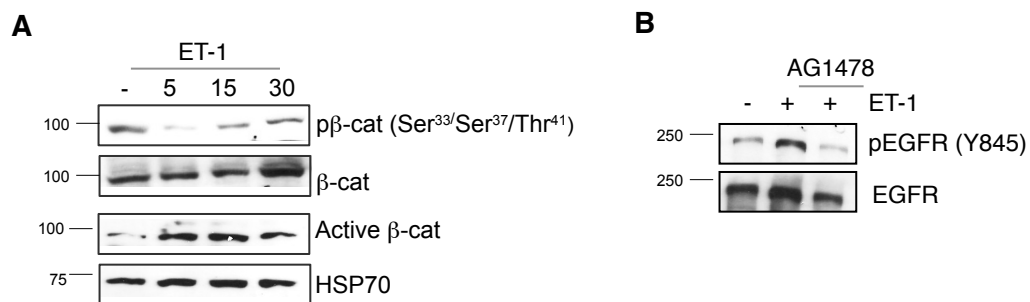 A
ET-1
- 5 15 30
100 pβ-cat (Ser³³/Ser³⁷/Thr⁴¹)
100 β-cat
100 Active β-cat
75 HSP70
B
AG1478
- + + ET-1
250 pEGFR (Y845)
250 EGFR